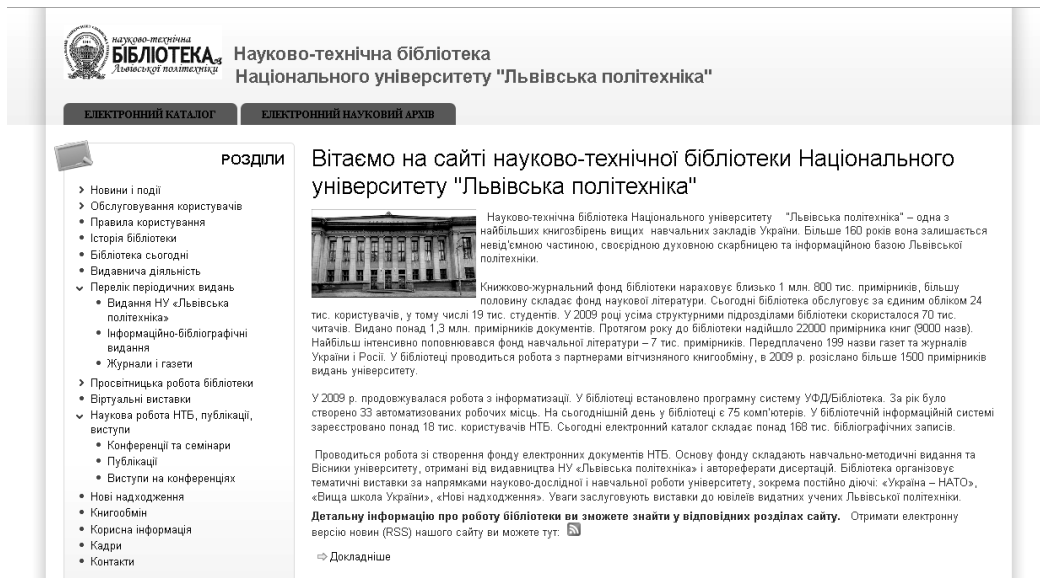 науково-технічна
БІБЛІОТЕКА
Львівської політехніки
Науково-технічна бібліотека
Національного університету "Львівська політехніка"
ЕЛЕКТРОННИЙ КАТАЛОГ
ЕЛЕКТРОННИЙ НАУКОВИЙ АРХІВ
РОЗДІЛИ
Новини і події
Обслуговування користувачів
Правила користування
Історія бібліотеки
Бібліотека сьогодні
Видавнича діяльність
Перелік періодичних видань
Видання НУ «Львівська
політехніка»
Інформаційно-бібліографічні
видання
Журнали і газети
Просвітницька робота бібліотеки
Віртуальні виставки
Наукова робота НТБ, публікації,
виступи
Конференції та семінари
Публікації
Виступи на конференціях
Нові надходження
Книгообмін
Корисна інформація
Кадри
Контакти
Вітаємо на сайті науково-технічної бібліотеки Національного
університету "Львівська політехніка"
Науково-технічна бібліотека Національного університету "Львівська політехніка" – одна з
найбільших книгозбірень вищих навчальних закладів України. Більше 160 років вона залишається
невід'ємною частиною, своєрідною духовною скарбницею та інформаційною базою Львівської
політехніки.
Книжково-журнальний фонд бібліотеки нараховує близько 1 млн. 800 тис. примірників, більшу
половину складає фонд наукової літератури. Сьогодні бібліотека обслуговує за єдиним обліком 24
тис. користувачів, у тому числі 19 тис. студентів. У 2009 році усіма структурними підрозділами бібліотеки скористалося 70 тис.
читачів. Видано понад 1,3 млн. примірників документів. Протягом року до бібліотеки надійшло 22000 примірника книг (9000 назв).
Найбільш інтенсивно поповнювався фонд навчальної літератури – 7 тис. примірників. Передплачено 199 назви газет та журналів
України і Росії. У бібліотеці проводиться робота з партнерами вітчизняного книгообміну, в 2009 р. розіслано більше 1500 примірників
видань університету.
У 2009 р. продовжувалася робота з інформатизації. У бібліотеці встановлено програмну систему УФД/Бібліотека. За рік було
створено 33 автоматизованих робочих місць. На сьогоднішній день у бібліотеці є 75 комп'ютерів. У бібліотечній інформаційній системі
зареєстровано понад 18 тис. користувачів НТБ. Сьогодні електронний каталог складає понад 168 тис. бібліографічних записів.
Проводиться робота зі створення фонду електронних документів НТБ. Основу фонду складають навчально-методичні видання та
Вісники університету, отримані від видавництва НУ «Львівська політехніка» і автореферати дисертацій. Бібліотека організовує
тематичні виставки за напрямками науково-дослідної і навчальної роботи університету, зокрема постійно діючі: «Україна – НАТО»,
«Вища школа України», «Нові надходження». Уваги заслуговують виставки до ювілеїв видатних учених Львівської політехніки.
Детальну інформацію про роботу бібліотеки ви зможете знайти у відповідних розділах сайту. Отримати електронну
версію новин (RSS) нашого сайту ви можете тут:
Докладніше